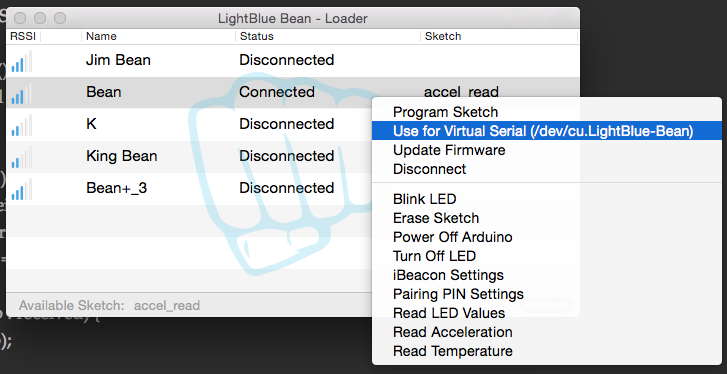 LightBlue Bean - Loader
RSSI Name Status Sketch
Jim Bean Disconnected
Bean Connected accel_read
K Disconnected
King Bean Disconnected
Bean+_3 Disconnected
Program Sketch
Use for Virtual Serial (/dev/cu.LightBlue-Bean)
Update Firmware
Disconnect
Blink LED
Erase Sketch
Power Off Arduino
Turn Off LED
iBeacon Settings
Pairing PIN Settings
Read LED Values
Read Acceleration
Read Temperature
Available Sketch: accel_read